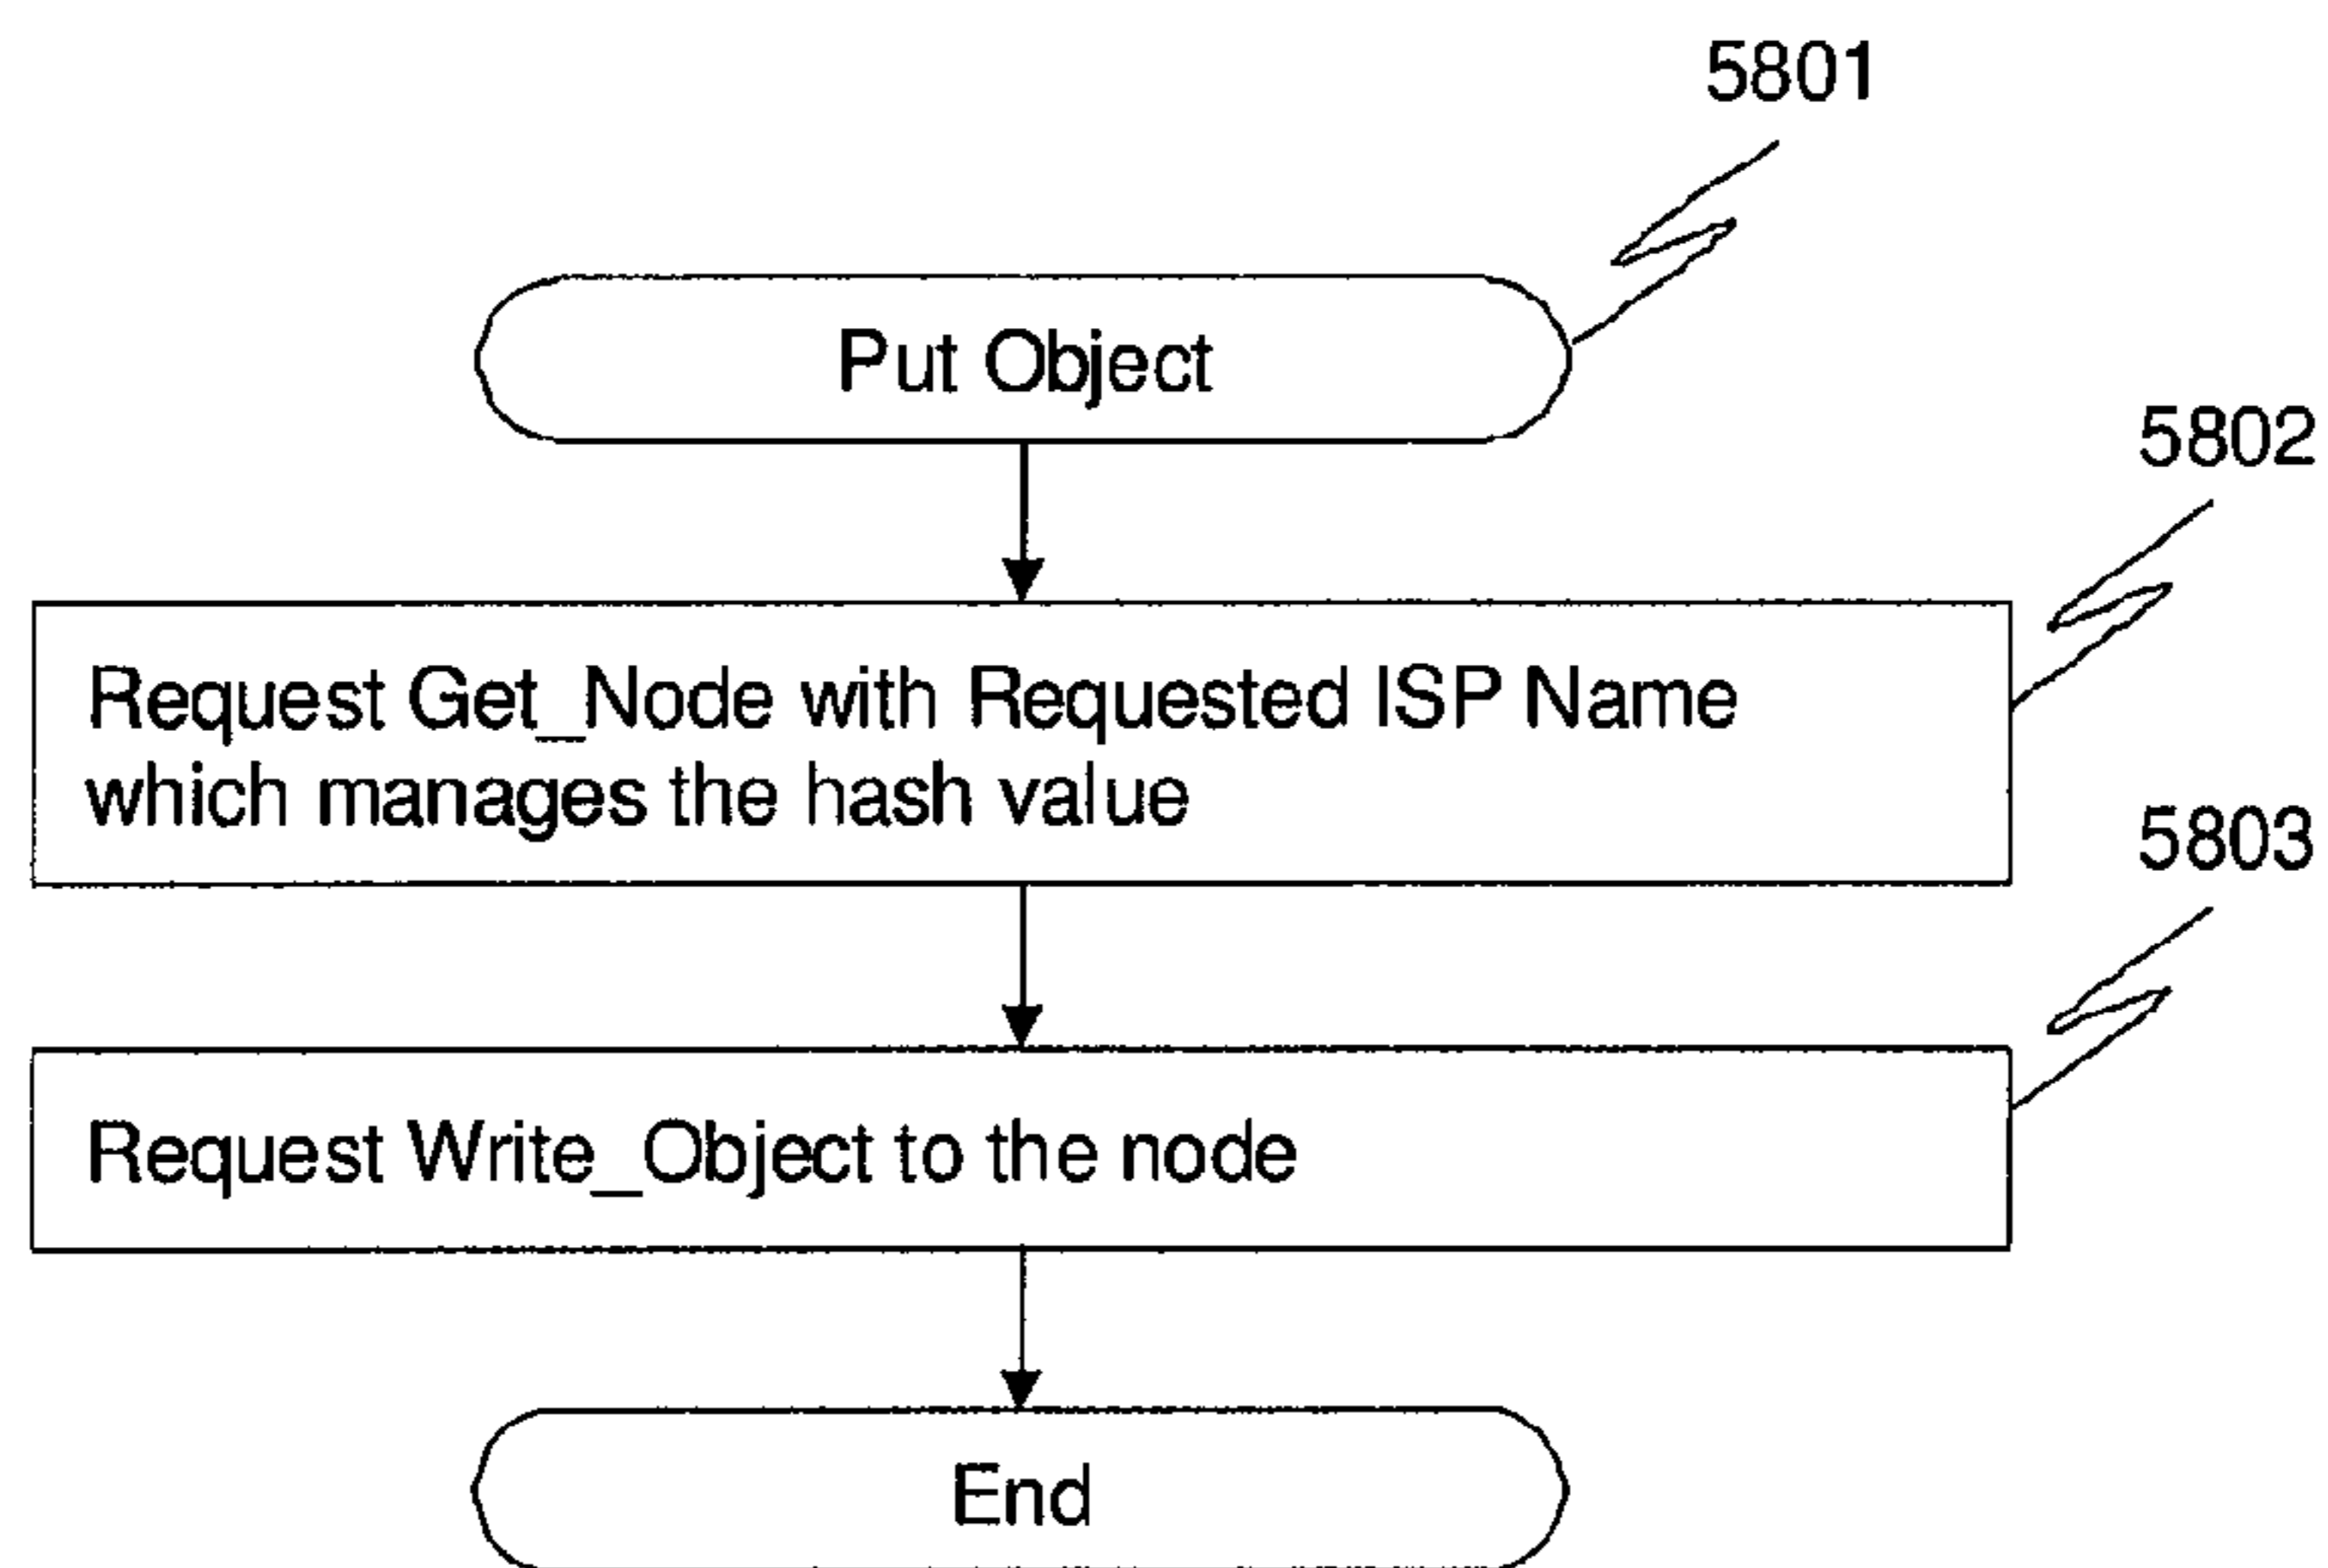 5801
Put Object
5802
Request Get_Node with Requested ISP Name
which manages the hash value
5803
Request Write_Object to the node
End